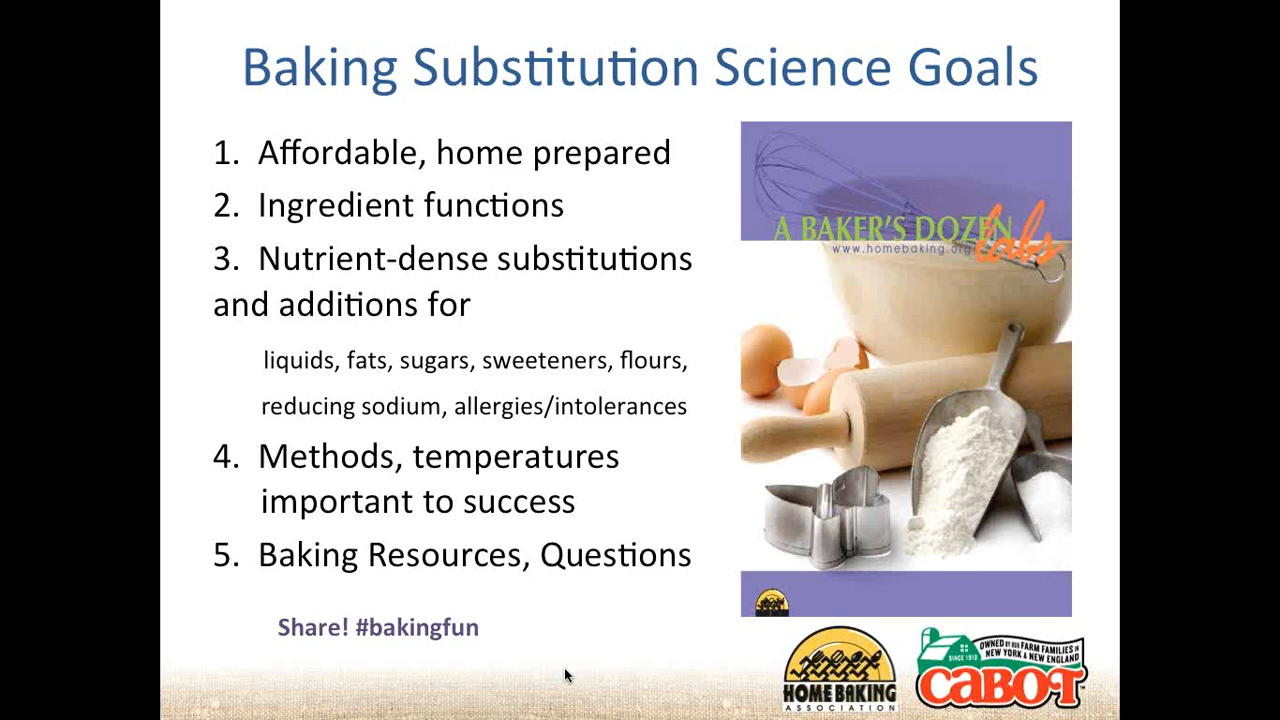 Baking Substitution Science Goals
1. Affordable, home prepared
2. Ingredient functions
3. Nutrient-dense substitutions
and additions for
liquids, fats, sugars, sweeteners, flours,
reducing sodium, allergies/intolerances
4. Methods, temperatures
important to success
5. Baking Resources, Questions
Share! #bakingfun
A BAKER'S DOZEN
labs
www.homebaking.org
HOME BAKING
ASSOCIATION
SINCE 1919
OWNED BY OUR FARM FAMILIES IN
NEW YORK & NEW ENGLAND
CABOT